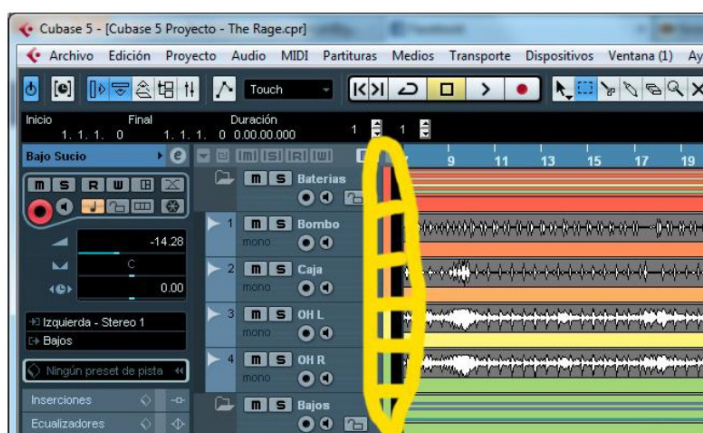 Cubase 5 - [Cubase 5 Proyecto - The Rage.cpr]
Archivo Edición Proyecto Audio MIDI Partituras Medios Transporte Dispositivos Ventana (1) Ay
Touch
Inicio Final Duración
1. 1. 1. 0 1. 1. 1. 0 0.00.00.000 1 1
Bajo Sucio e M S R W
9 11 13 15 17 19
M S R W
M S Baterias
-14.28
1 M S Bombo
mono
C
2 M S Caja
0.00
mono
Izquierda - Stereo 1
3 M S OH L
Bajos
mono
Ningún preset de pista
4 M S OH R
mono
Inserciones
M S Bajos
Ecualizadores